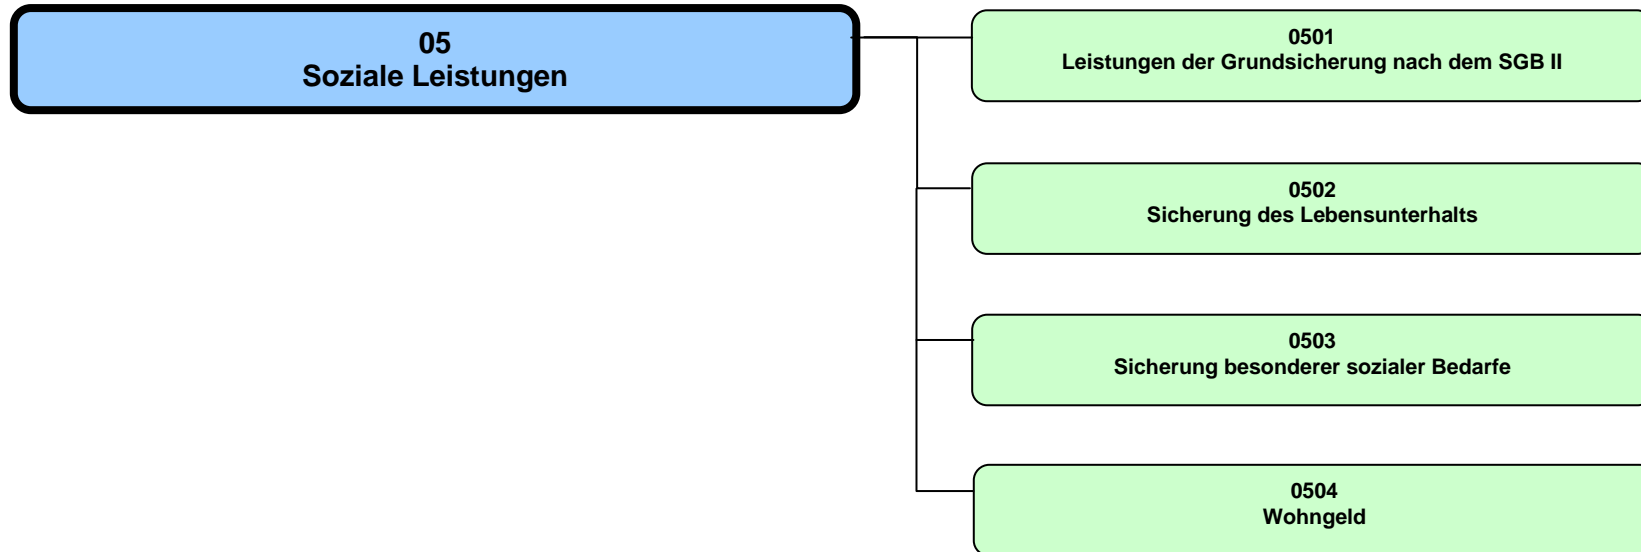 05
Soziale Leistungen
0501
Leistungen der Grundsicherung nach dem SGB II
0502
Sicherung des Lebensunterhalts
0503
Sicherung besonderer sozialer Bedarfe
0504
Wohngeld